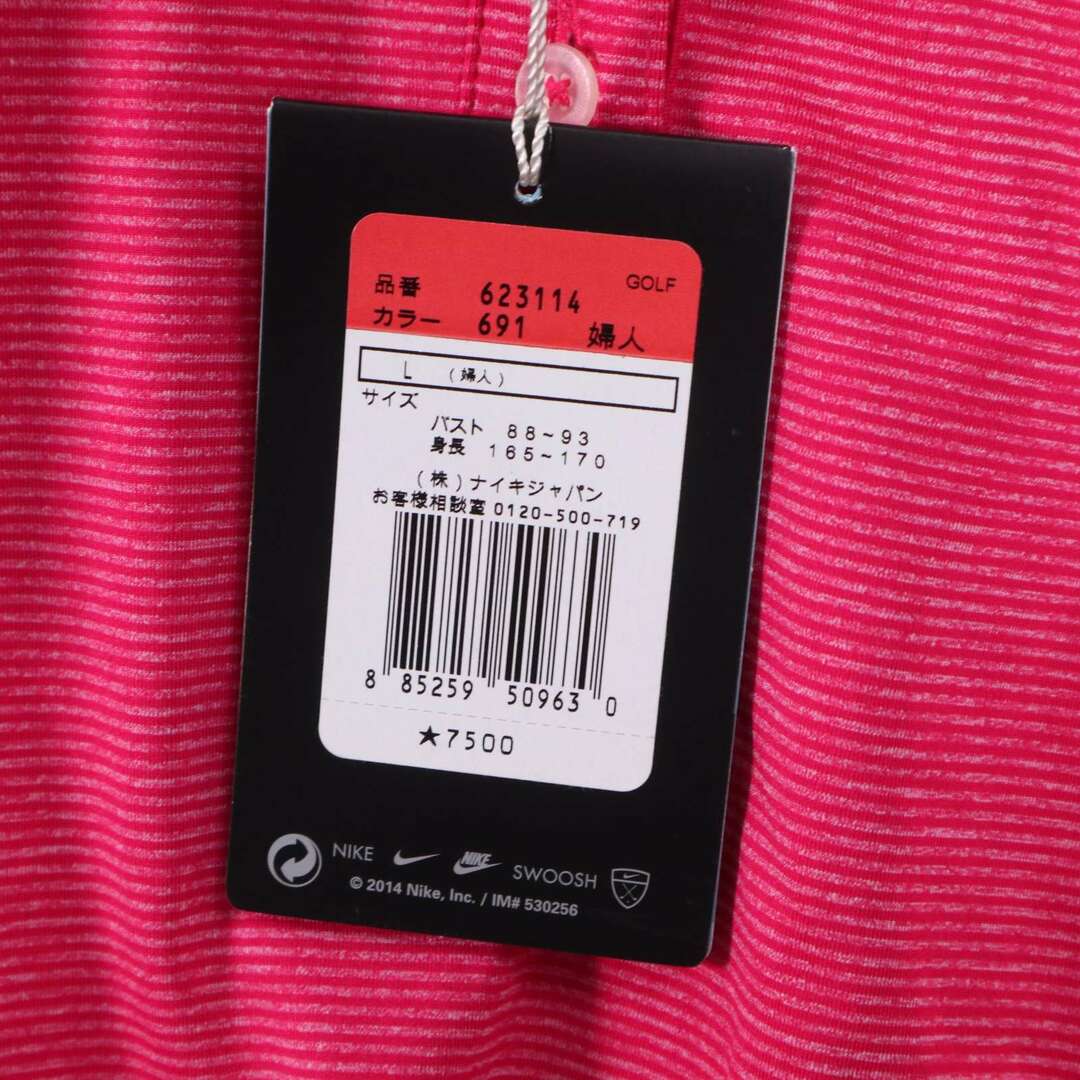 品番 623114 GOLF
カラー 691 婦人
L (婦人)
サイズ
バスト 88~93
身長 165~170
(株)ナイキジャパン
お客様相談室 0120-500-719
8 85259 50963 0
★7500
NIKE NIKE SWOOSH
© 2014 Nike, Inc. / IM# 530256